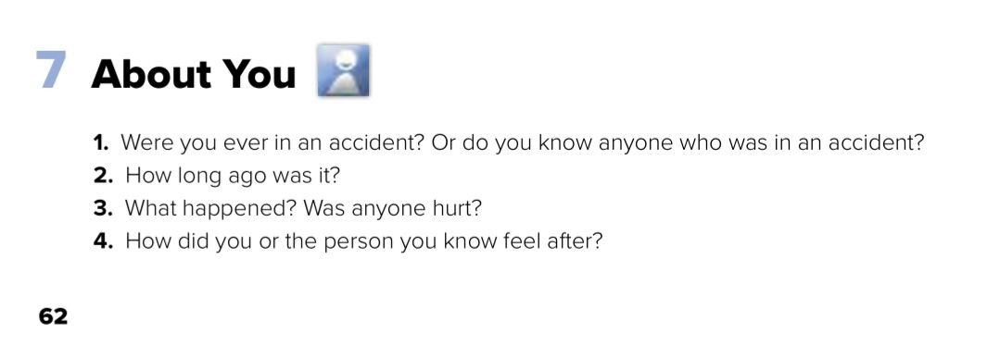 7 About You
1. Were you ever in an accident? Or do you know anyone who was in an accident?
2. How long ago was it?
3. What happened? Was anyone hurt?
4. How did you or the person you know feel after?
62